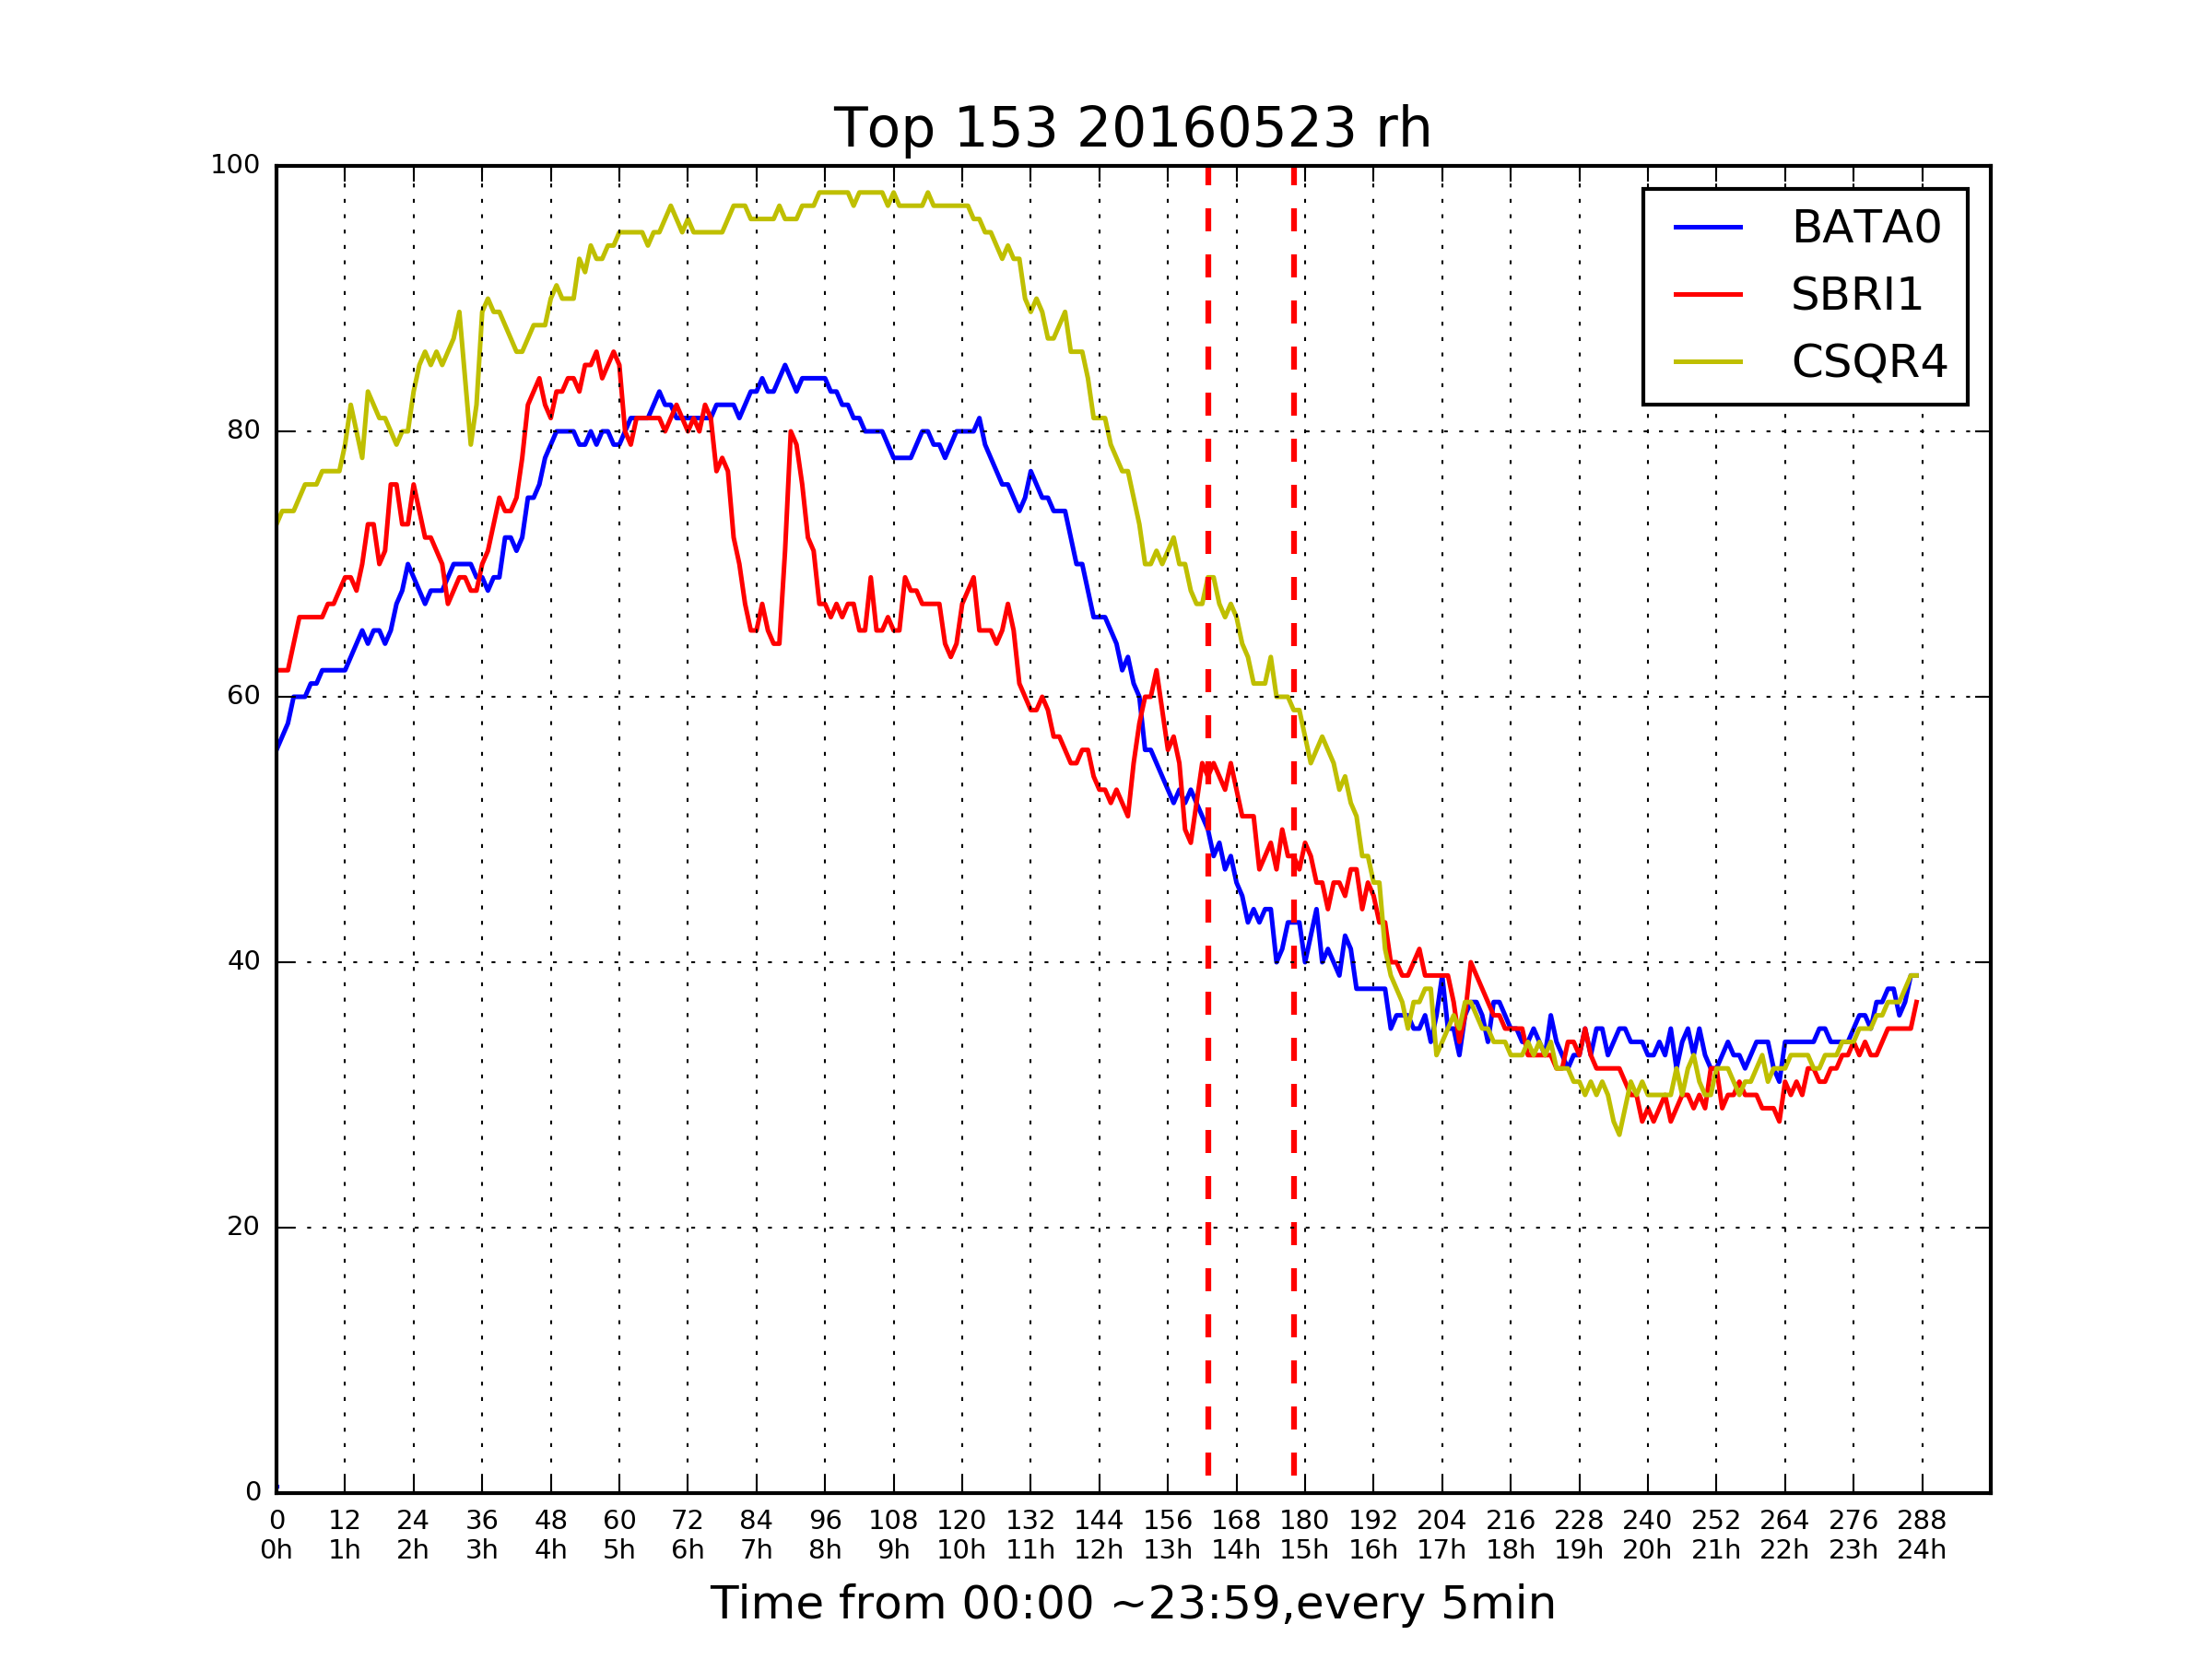 Top 153 20160523 rh
100
80
60
40
20
0
BATA0
SBRI1
CSQR4
0 12 24 36 48 60 72 84 96 108 120 132 144 156 168 180 192 204 216 228 240 252 264 276 288
0h 1h 2h 3h 4h 5h 6h 7h 8h 9h 10h 11h 12h 13h 14h 15h 16h 17h 18h 19h 20h 21h 22h 23h 24h
Time from 00:00 ~23:59,every 5min